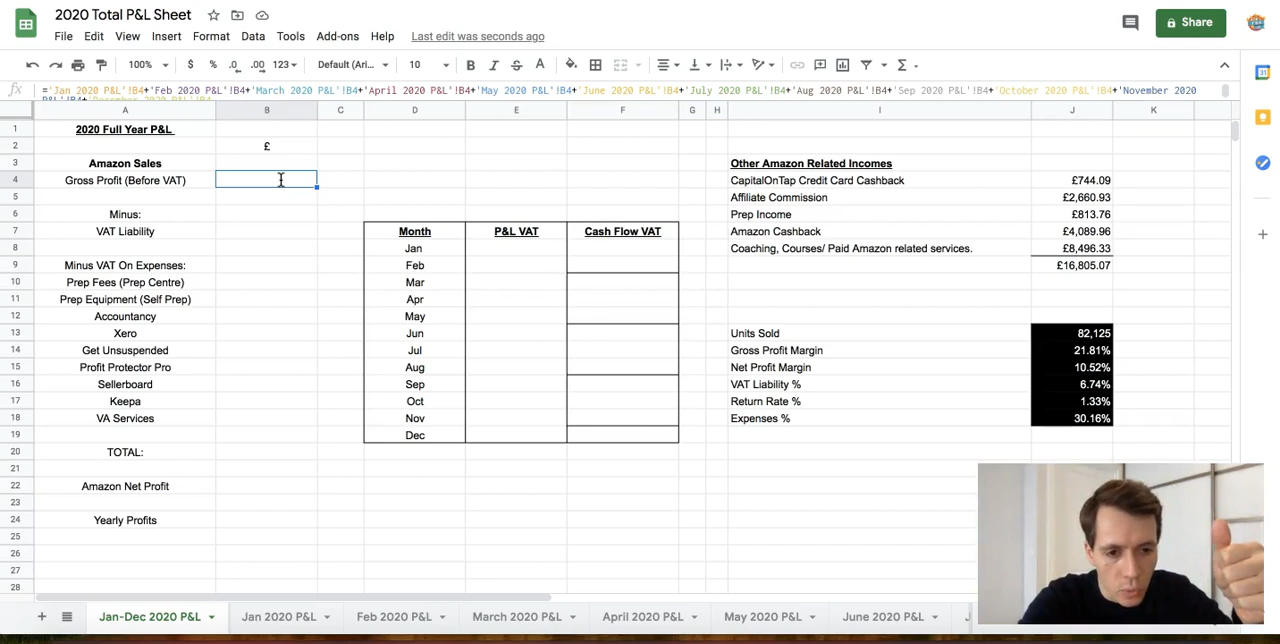 2020 Total P&L Sheet
Share
File Edit View Insert Format Data Tools Add-ons Help Last edit was seconds ago
100% $ % .0 .00 123 Default (Ari... 10 B I S A
fx ='Jan 2020 P&L'!B4+'Feb 2020 P&L'!B4+'March 2020 P&L'!B4+'April 2020 P&L'!B4+'May 2020 P&L'!B4+'June 2020 P&L'!B4+'July 2020 P&L'!B4+'Aug 2020 P&L'!B4+'Sep 2020 P&L'!B4+'October 2020 P&L'!B4+'November 2020
P&L'!B4+'December 2020 P&L'!B4
A B C D E F G H I J K
1 2020 Full Year P&L
2 £
3 Amazon Sales Other Amazon Related Incomes
4 Gross Profit (Before VAT) CapitalOnTap Credit Card Cashback £744.09
5 Affiliate Commission £2,660.93
6 Minus: Prep Income £813.76
7 VAT Liability Month P&L VAT Cash Flow VAT Amazon Cashback £4,089.96
8 Jan Coaching, Courses/ Paid Amazon related services. £8,496.33
9 Minus VAT On Expenses: Feb £16,805.07
10 Prep Fees (Prep Centre) Mar
11 Prep Equipment (Self Prep) Apr
12 Accountancy May
13 Xero Jun Units Sold 82,125
14 Get Unsuspended Jul Gross Profit Margin 21.81%
15 Profit Protector Pro Aug Net Profit Margin 10.52%
16 Sellerboard Sep VAT Liability % 6.74%
17 Keepa Oct Return Rate % 1.33%
18 VA Services Nov Expenses % 30.16%
19 Dec
20 TOTAL:
21
22 Amazon Net Profit
23
24 Yearly Profits
25
26
27
28
Jan-Dec 2020 P&L Jan 2020 P&L Feb 2020 P&L March 2020 P&L April 2020 P&L May 2020 P&L June 2020 P&L